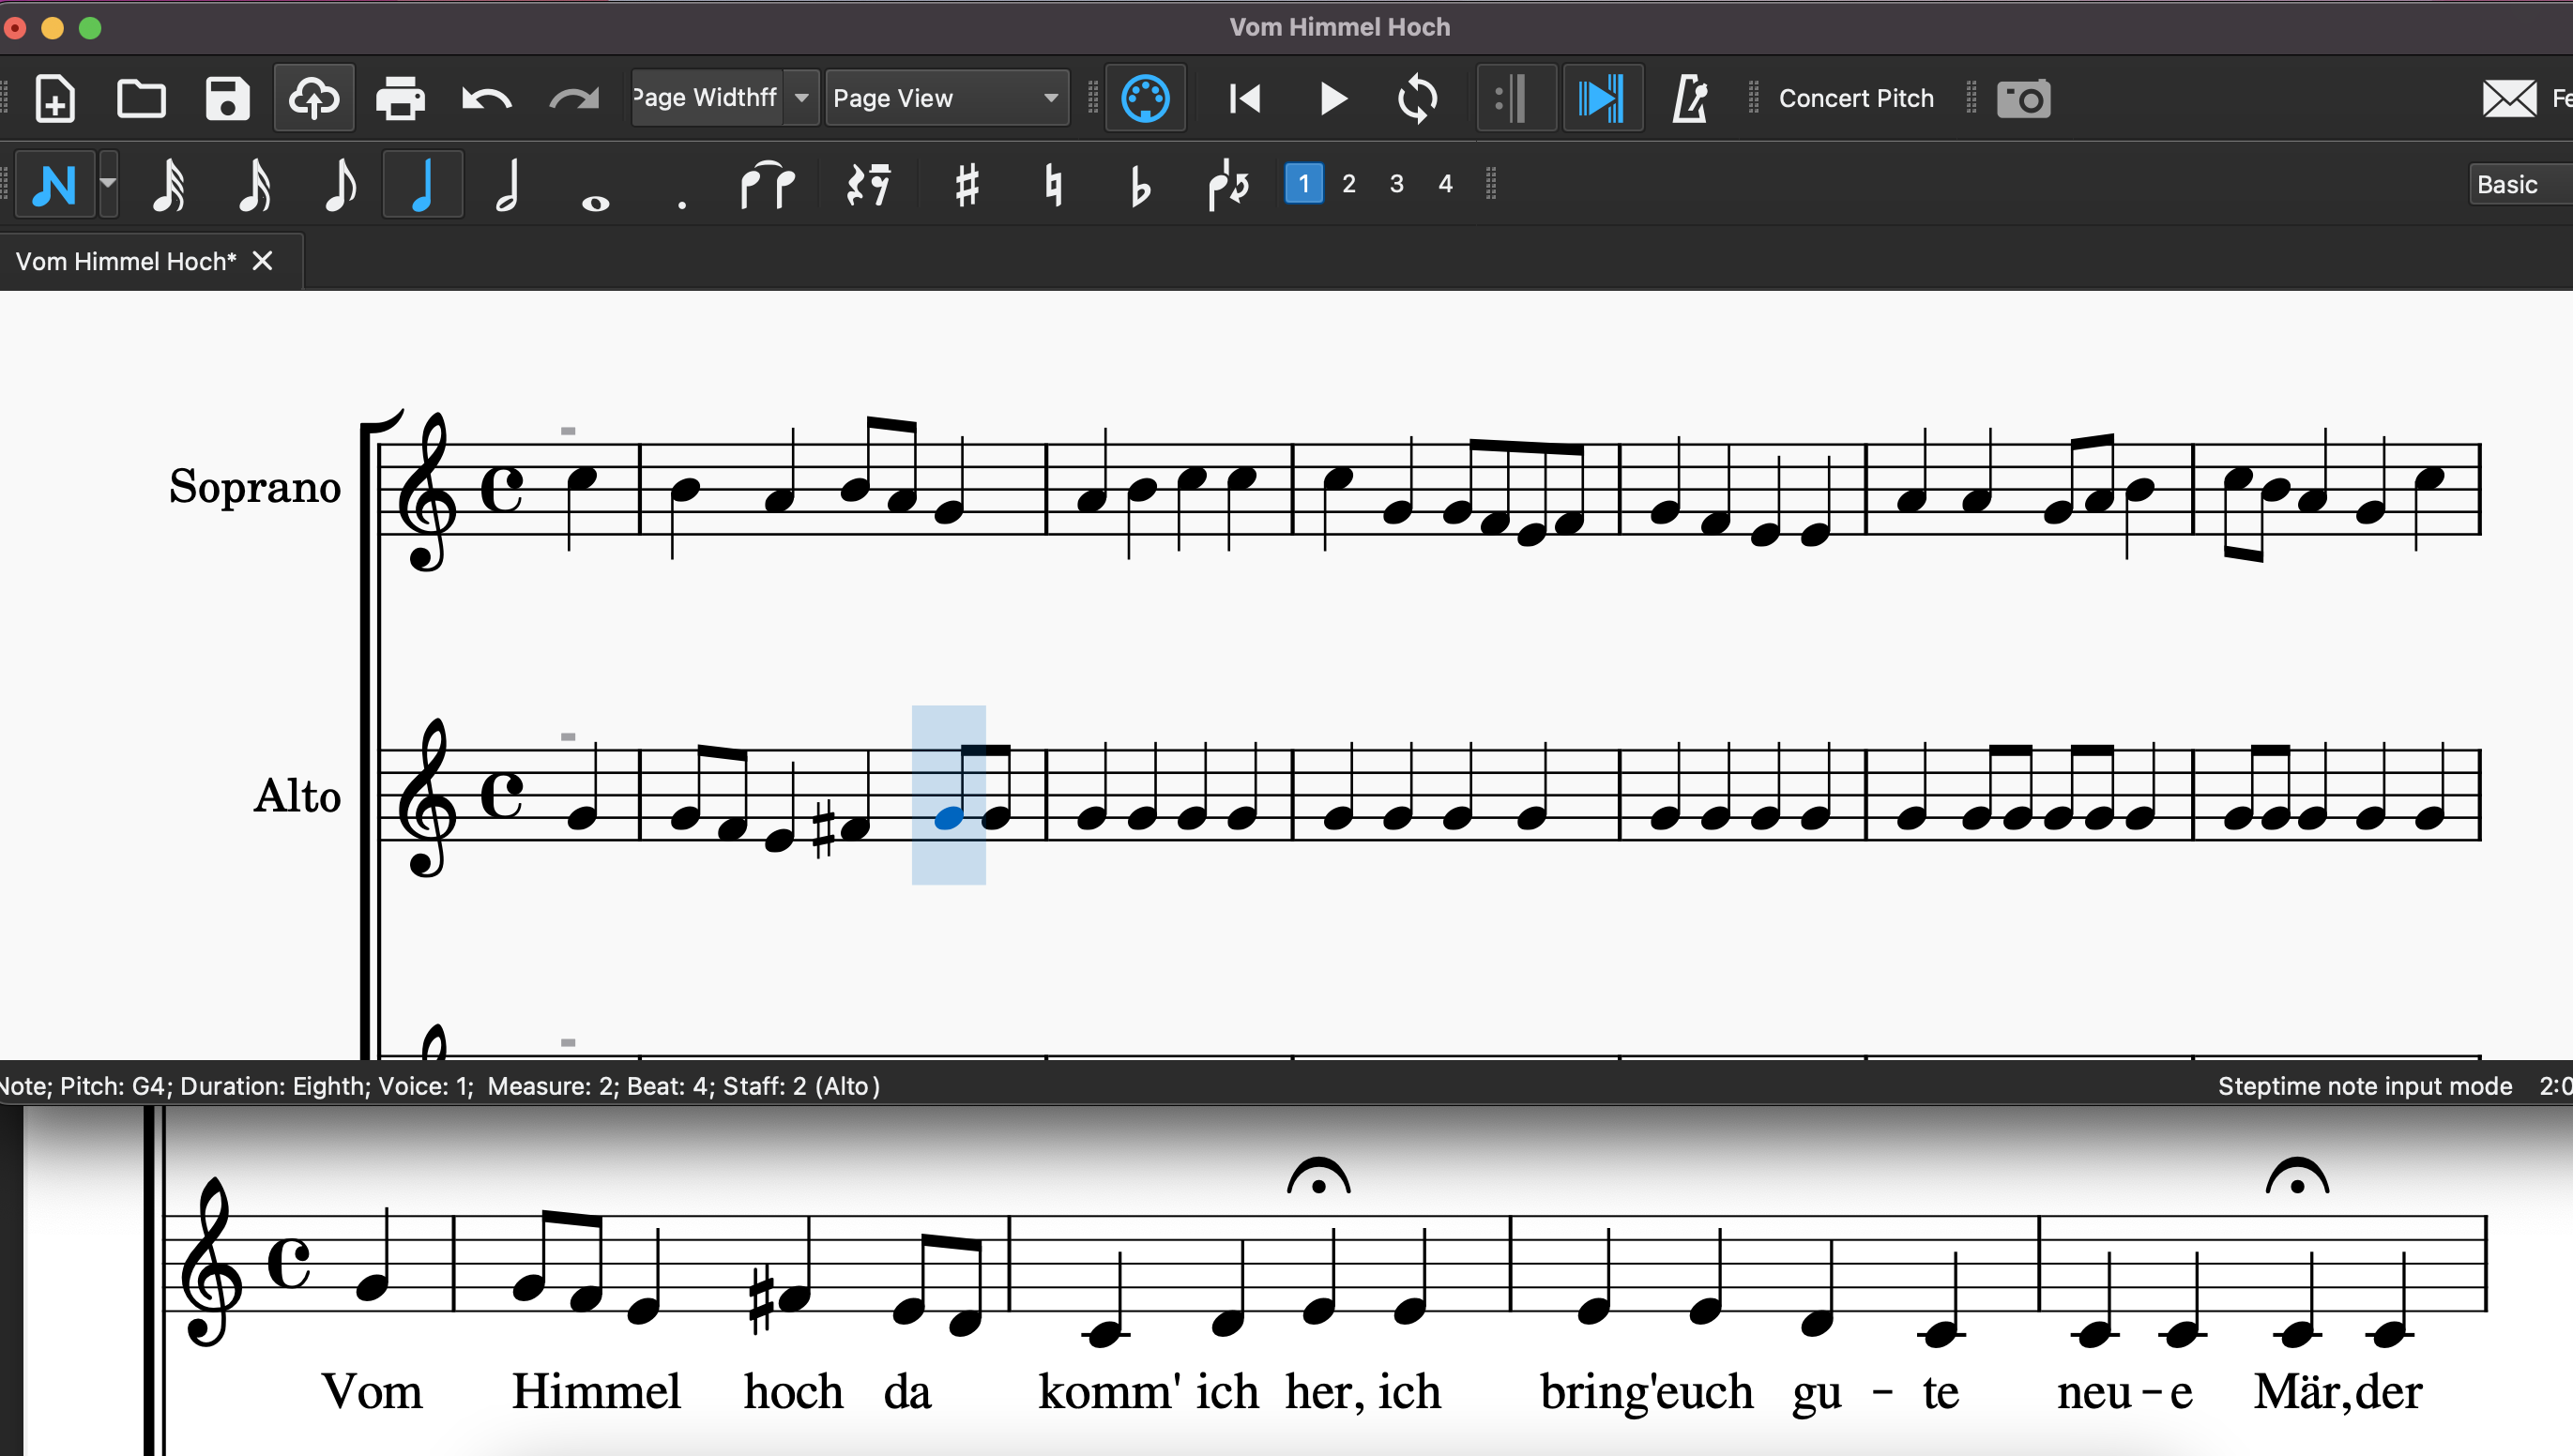 Vom Himmel Hoch
Page Widthff Page View Concert Pitch Fe
1 2 3 4 Basic
Vom Himmel Hoch*
Soprano
Alto
Note; Pitch: G4; Duration: Eighth; Voice: 1; Measure: 2; Beat: 4; Staff: 2 (Alto) Steptime note input mode 2:0
Vom Himmel hoch da komm' ich her, ich bring'euch gu - te neu - e Mär,der